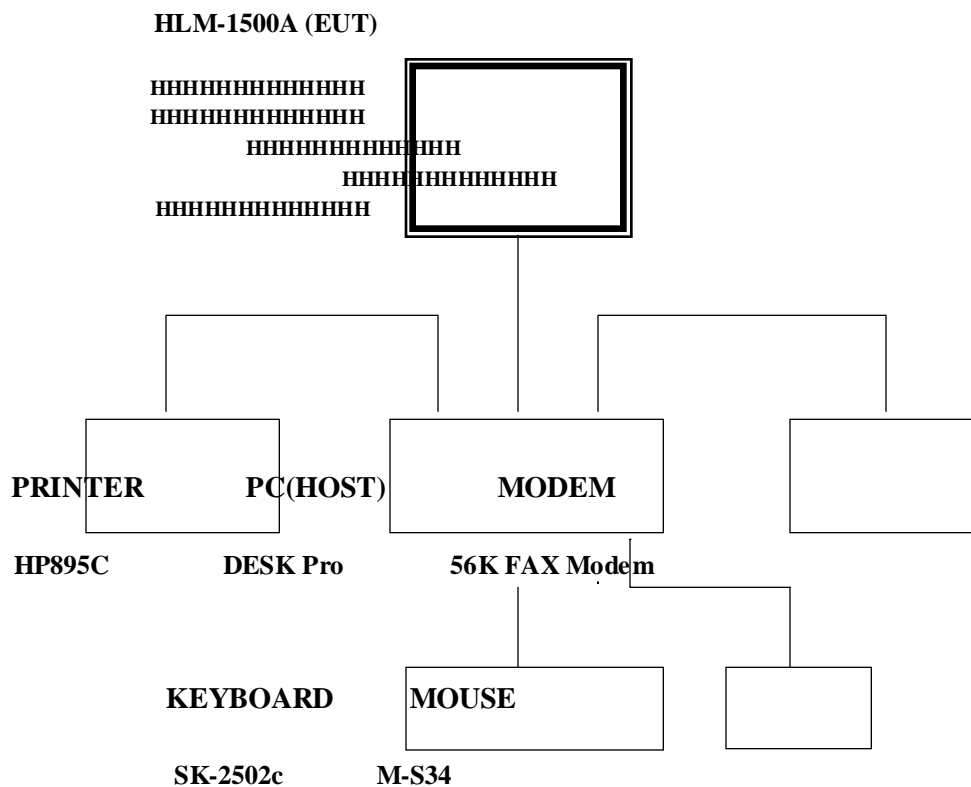 HLM-1500A (EUT)
HHHHHHHHHHHHH
HHHHHHHHHHHHH
HHHHHHHHHHHHH
HHHHHHHHHHHHH
HHHHHHHHHHHHH
PRINTER PC(HOST) MODEM
HP895C DESK Pro 56K FAX Modem
KEYBOARD MOUSE
SK-2502c M-S34